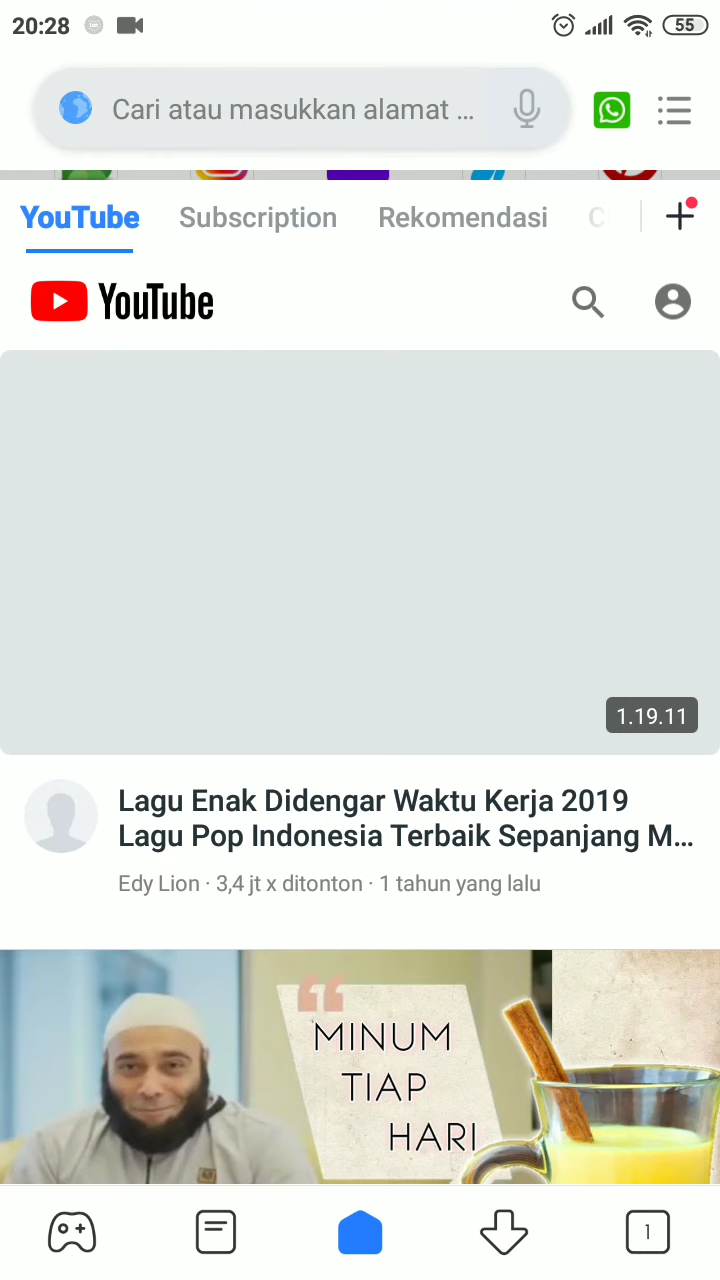 20:28
55
Cari atau masukkan alamat ...
YouTube Subscription Rekomendasi
YouTube
1.19.11
Lagu Enak Didengar Waktu Kerja 2019
Lagu Pop Indonesia Terbaik Sepanjang M...
Edy Lion · 3,4 jt x ditonton · 1 tahun yang lalu
“
MINUM
TIAP
HARI
1